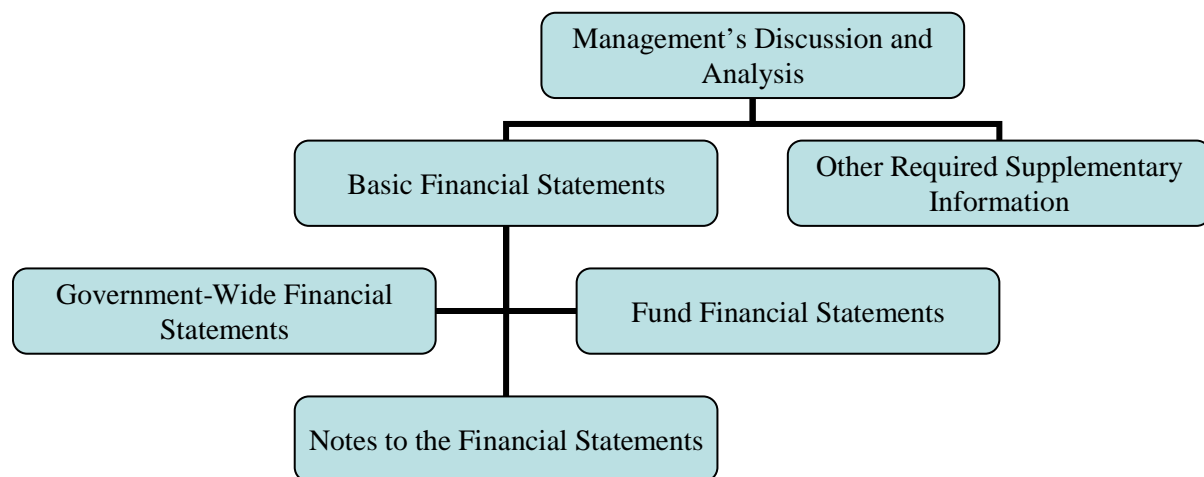 Management’s Discussion and
Analysis
Basic Financial Statements
Other Required Supplementary
Information
Government-Wide Financial
Statements
Fund Financial Statements
Notes to the Financial Statements